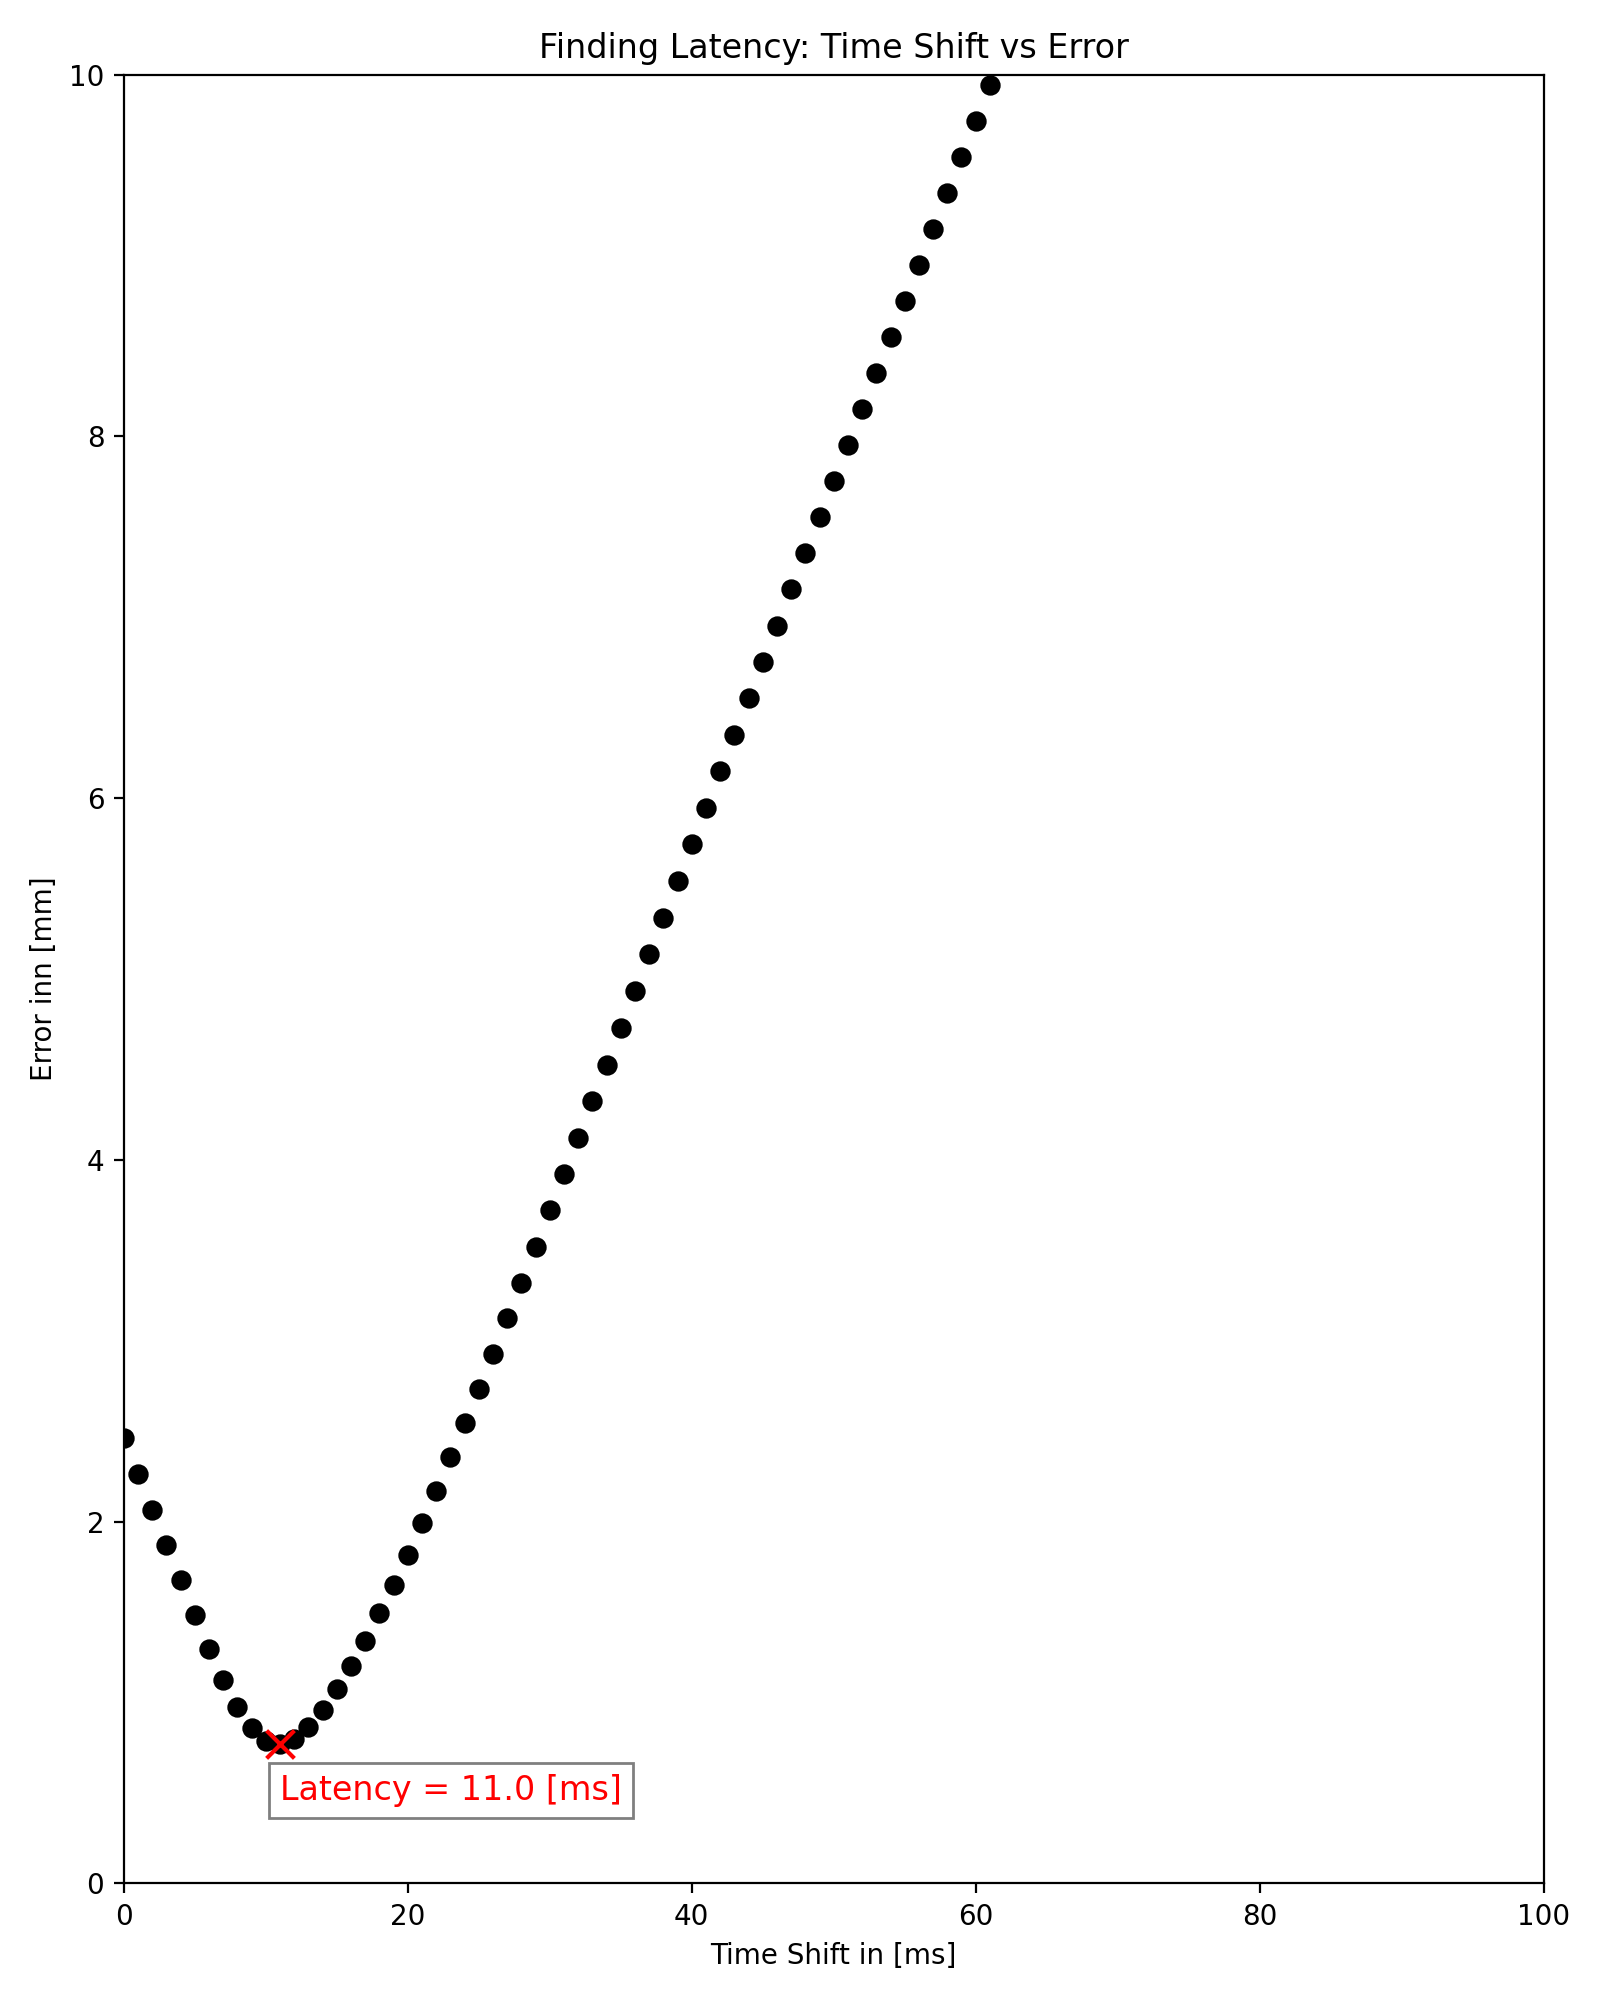 Finding Latency: Time Shift vs Error
10
8
6
4
2
0
Error inn [mm]
Latency = 11.0 [ms]
0 20 40 60 80 100
Time Shift in [ms]